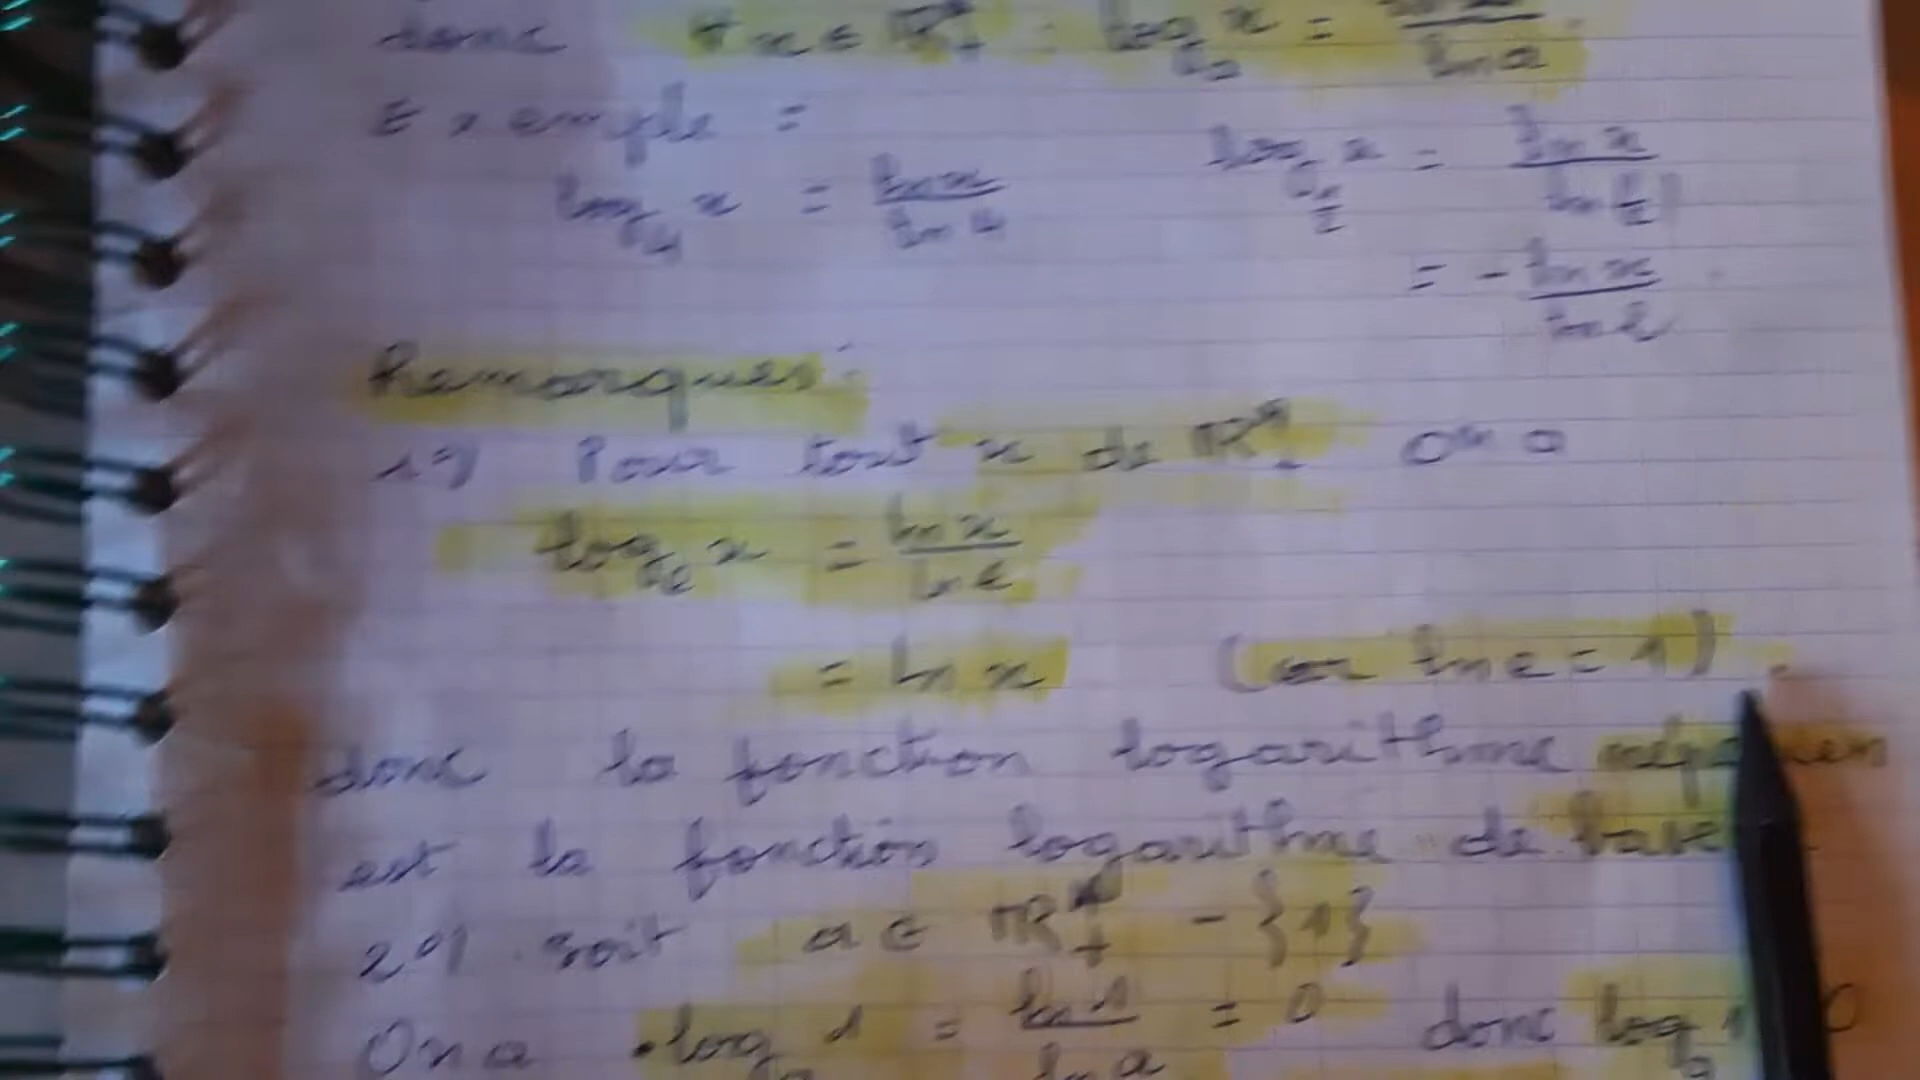 donc ∀ x ∈ ℝ*₊ : logₐ x = ln x / ln a
Exemple =
log₄ x = ln x / ln 4    log_{1/2} x = ln x / ln(1/2)
= - ln x / ln 2
Remarques :
1°/ Pour tout x de ℝ*₊ on a
logₑ x = ln x / ln e
= ln x    (car ln e = 1).
donc la fonction logarithme
est la fonction logarithme de base
2°/ soit a ∈ ℝ*₊ - {1}
On a • logₐ 1 = ln 1 / ln a = 0 donc logₐ 1 0